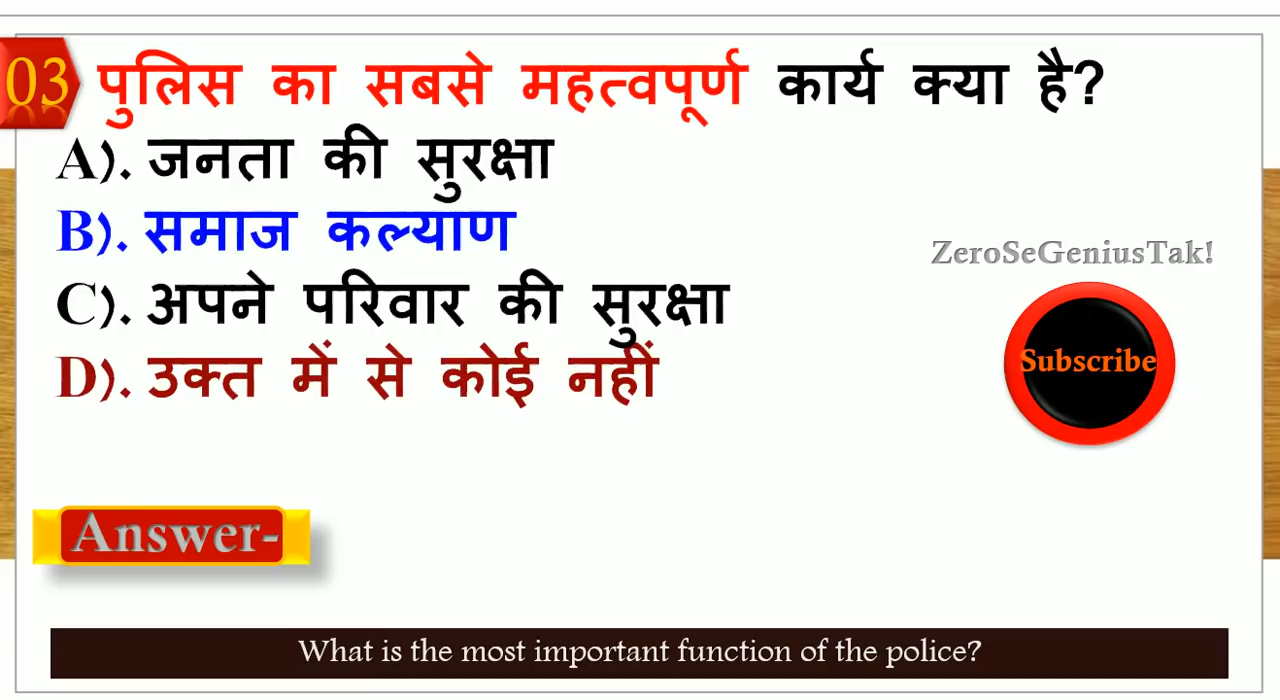 03 पुलिस का सबसे महत्वपूर्ण कार्य क्या है?
A). जनता की सुरक्षा
B). समाज कल्याण
C). अपने परिवार की सुरक्षा
D). उक्त में से कोई नहीं
ZeroSeGeniusTak!
Subscribe
Answer-
What is the most important function of the police?